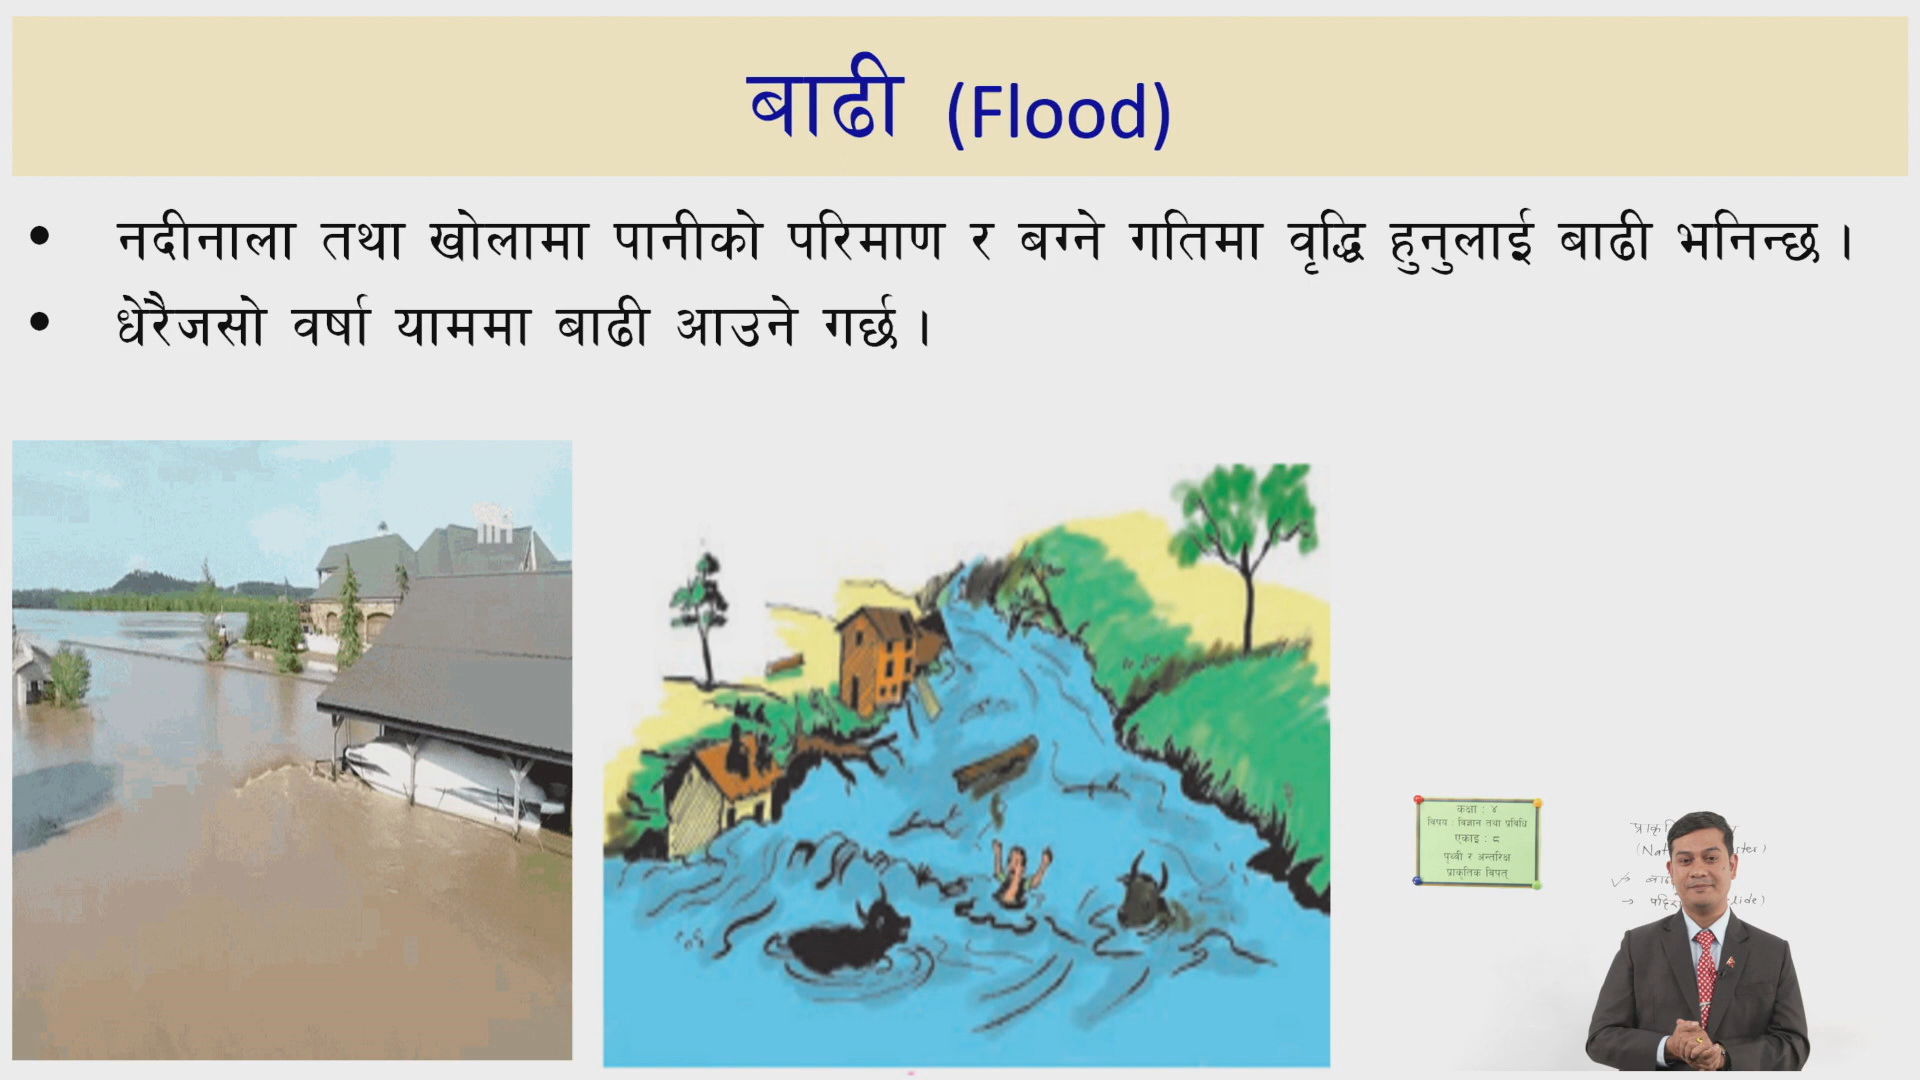 बाढी (Flood)
• नदीनाला तथा खोलामा पानीको परिमाण र बग्ने गतिमा वृद्धि हुनुलाई बाढी भनिन्छ ।
• धेरैजसो वर्षा याममा बाढी आउने गर्छ ।
कक्षा : ४
विषय : विज्ञान तथा प्रविधि
एकाइ : ८
पृथ्वी र अन्तरिक्ष
प्राकृतिक विपत्